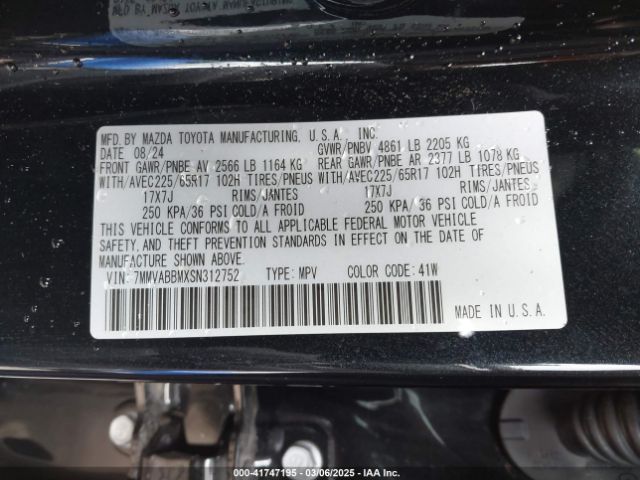 MFD. BY MAZDA TOYOTA MANUFACTURING, U.S.A., INC.
DATE 08/24 GVWR/PNBV 4861 LB 2205 KG
FRONT GAWR/PNBE AV 2566 LB 1164 KG REAR GAWR/PNBE AR 2377 LB 1078 KG
WITH/AVEC225/65R17 102H TIRES/PNEUS WITH/AVEC225/65R17 102H TIRES/PNEUS
17X7J RIMS/JANTES 17X7J RIMS/JANTES
250 KPA/36 PSI COLD/A FROID 250 KPA/36 PSI COLD/A FROID
THIS VEHICLE CONFORMS TO ALL APPLICABLE FEDERAL MOTOR VEHICLE
SAFETY, AND THEFT PREVENTION STANDARDS IN EFFECT ON THE DATE OF
MANUFACTURE SHOWN ABOVE.
VIN: 7MMVABBMXSN312752 TYPE: MPV COLOR CODE: 41W
MADE IN U.S.A.
00-41747195 - 03/06/2025 - IAA Inc.